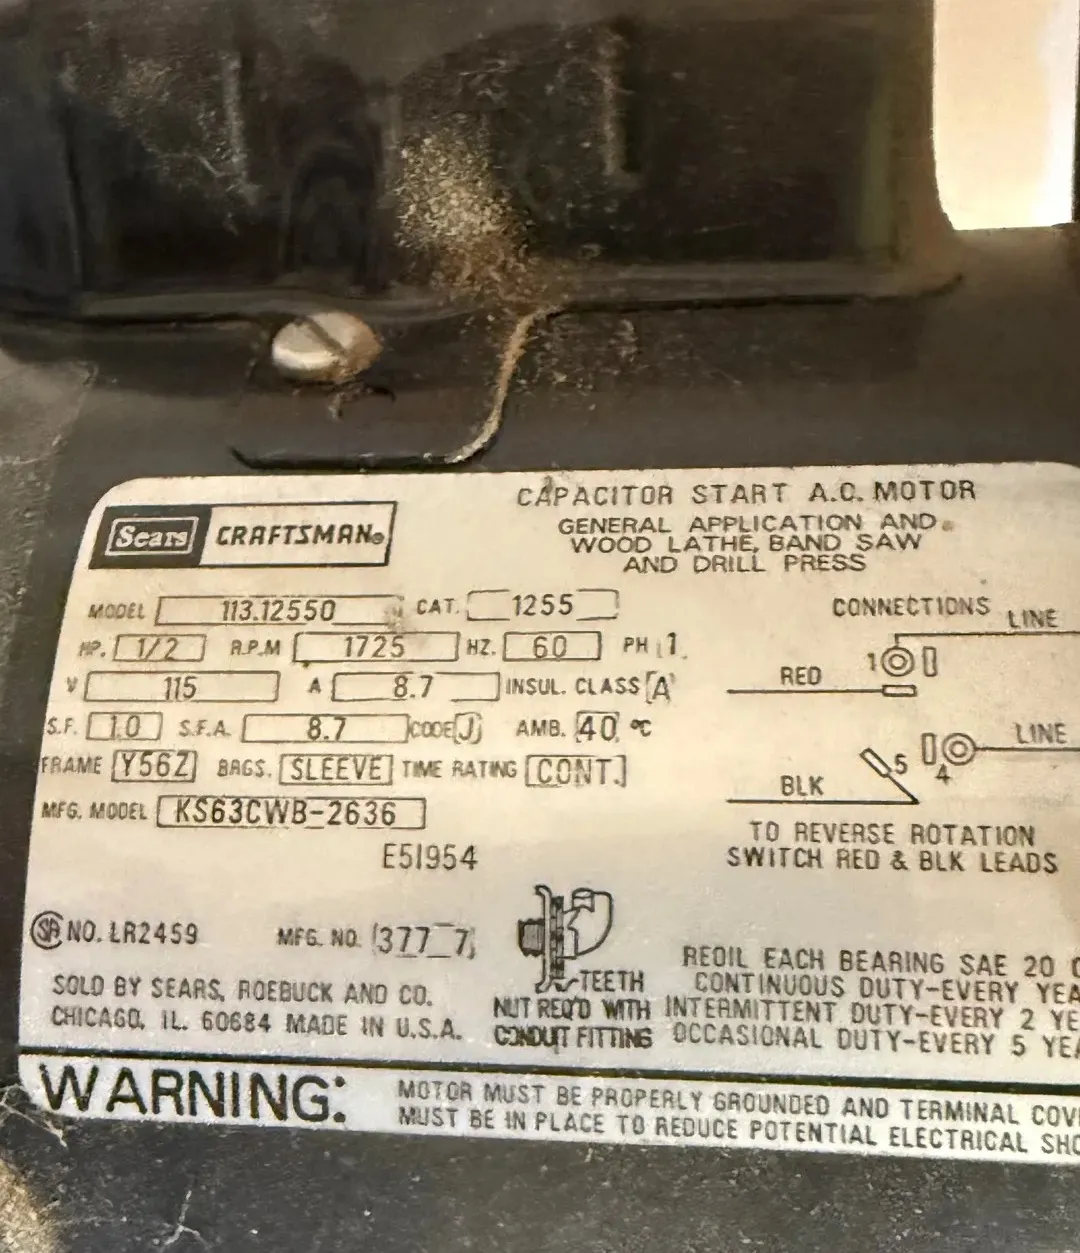 Sears CRAFTSMAN®
CAPACITOR START A.C. MOTOR
GENERAL APPLICATION AND
WOOD LATHE, BAND SAW
AND DRILL PRESS
MODEL 113.12550 CAT. 1255
HP. 1/2 R.P.M 1725 HZ. 60 PH 1
V 115 A 8.7 INSUL. CLASS A
S.F. 1.0 S.F.A. 8.7 CODE J AMB. 40 °C
FRAME Y56Z BRGS. SLEEVE TIME RATING CONT.
MFG. MODEL KS63CWB-2636
E51954
CONNECTIONS
LINE
1
RED
LINE
5
4
BLK
TO REVERSE ROTATION
SWITCH RED & BLK LEADS
SA NO. LR2459 MFG. NO. 377 7
SOLD BY SEARS, ROEBUCK AND CO.
CHICAGO, IL. 60684 MADE IN U.S.A.
TEETH
NUT REQ'D WITH
CONDUIT FITTING
REOIL EACH BEARING SAE 20
CONTINUOUS DUTY-EVERY YEA
INTERMITTENT DUTY-EVERY 2 YE
OCCASIONAL DUTY-EVERY 5 YEA
WARNING:
MOTOR MUST BE PROPERLY GROUNDED AND TERMINAL COV
MUST BE IN PLACE TO REDUCE POTENTIAL ELECTRICAL SHO